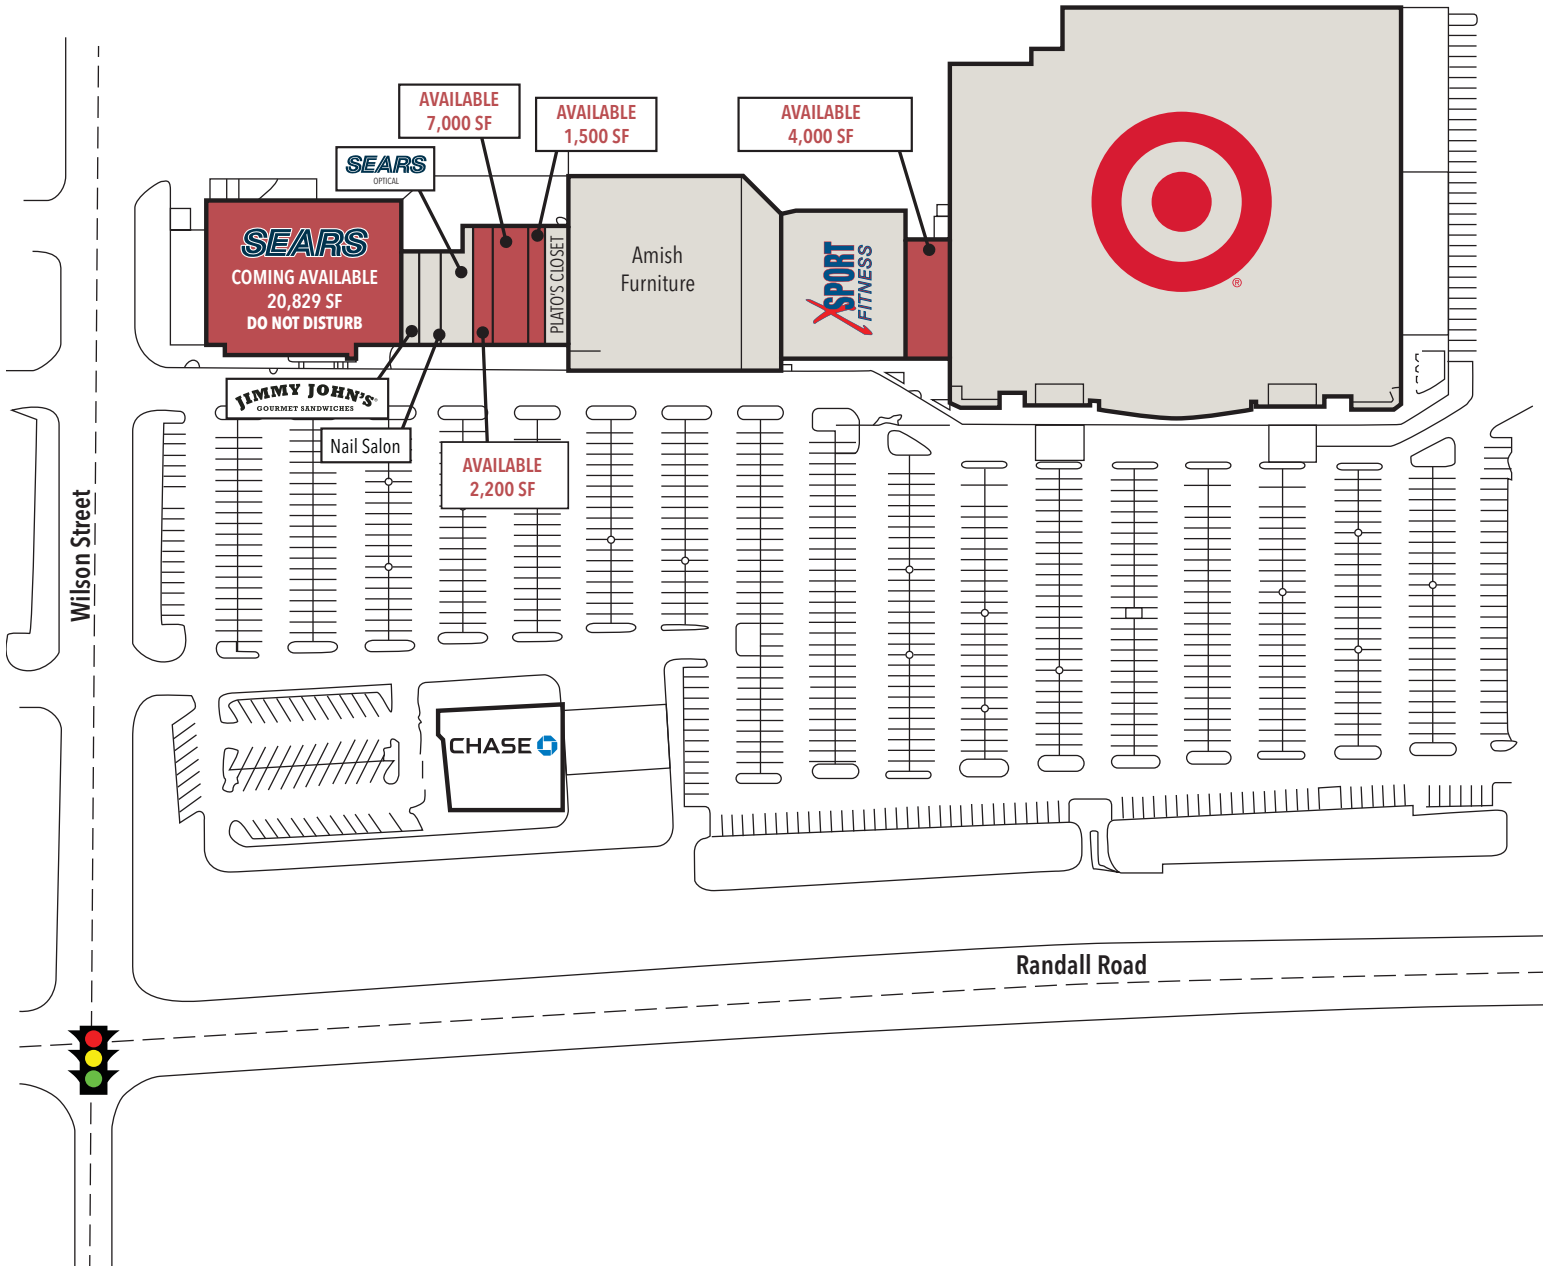 AVAILABLE
7,000 SF
AVAILABLE
1,500 SF
AVAILABLE
4,000 SF
SEARS
OPTICAL
SEARS
COMING AVAILABLE
20,829 SF
DO NOT DISTURB
PLATO'S CLOSET
Amish
Furniture
XSPORT
FITNESS
®
JIMMY JOHN'S®
GOURMET SANDWICHES
Nail Salon
AVAILABLE
2,200 SF
Wilson Street
CHASE
Randall Road